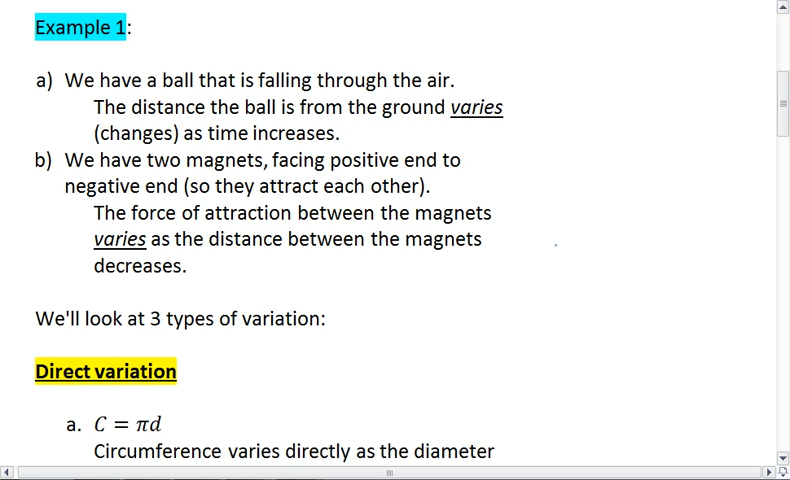 Example 1:
a) We have a ball that is falling through the air.
The distance the ball is from the ground varies
(changes) as time increases.
b) We have two magnets, facing positive end to
negative end (so they attract each other).
The force of attraction between the magnets
varies as the distance between the magnets
decreases.
We'll look at 3 types of variation:
Direct variation
a. C = πd
Circumference varies directly as the diameter